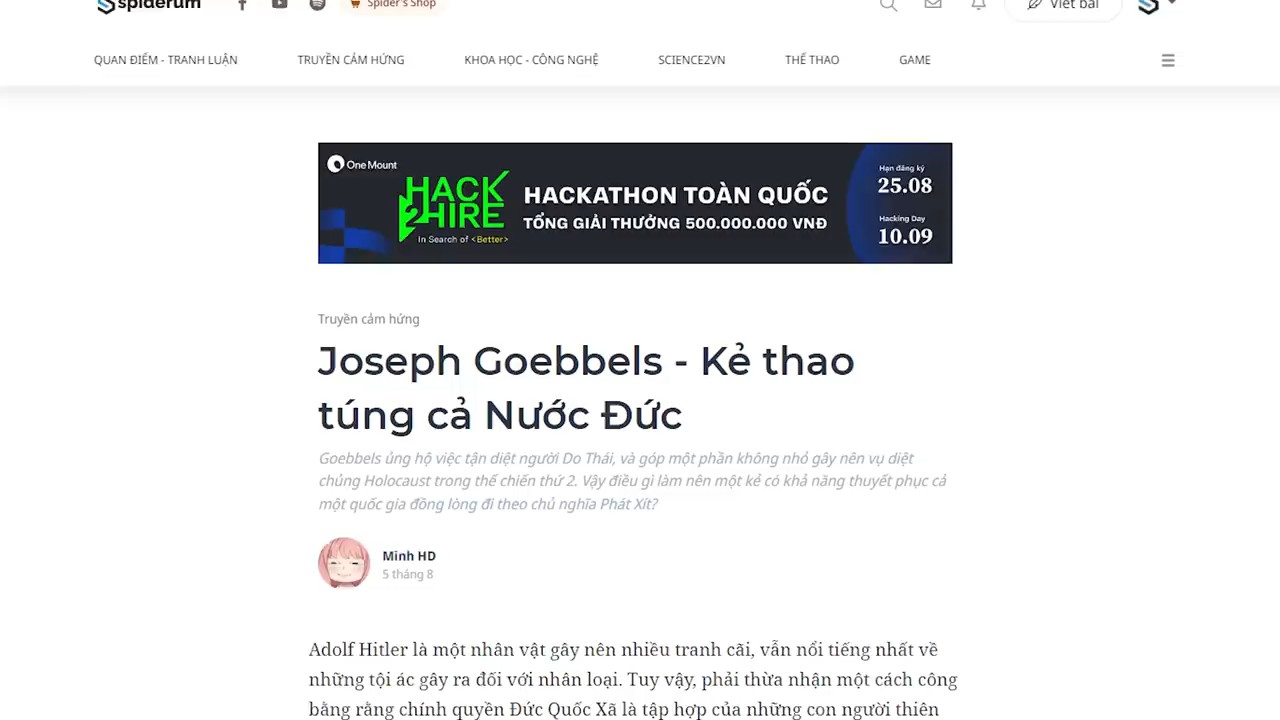 spiderum
Spider's Shop
Viết bài
QUAN ĐIỂM - TRANH LUẬN
TRUYỀN CẢM HỨNG
KHOA HỌC - CÔNG NGHỆ
SCIENCE2VN
THỂ THAO
GAME
One Mount
HACK
2HIRE
In Search of <Better>
HACKATHON TOÀN QUỐC
TỔNG GIẢI THƯỞNG 500.000.000 VNĐ
Hạn đăng ký
25.08
Hacking Day
10.09
Truyền cảm hứng
Joseph Goebbels - Kẻ thao
túng cả Nước Đức
Goebbels ủng hộ việc tận diệt người Do Thái, và góp một phần không nhỏ gây nên vụ diệt
chủng Holocaust trong thế chiến thứ 2. Vậy điều gì làm nên một kẻ có khả năng thuyết phục cả
một quốc gia đồng lòng đi theo chủ nghĩa Phát Xít?
Minh HD
5 tháng 8
Adolf Hitler là một nhân vật gây nên nhiều tranh cãi, vẫn nổi tiếng nhất về
những tội ác gây ra đối với nhân loại. Tuy vậy, phải thừa nhận một cách công
bằng rằng chính quyền Đức Quốc Xã là tập hợp của những con người thiên